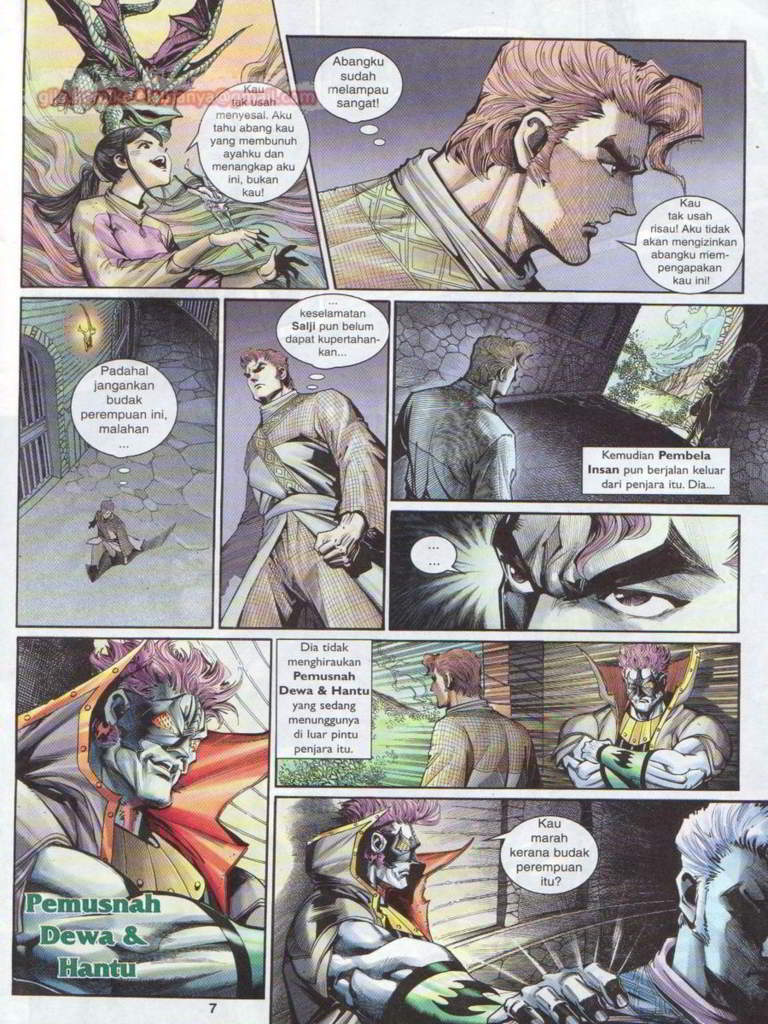 Kau
tak usah
menyesal. Aku
tahu abang kau
yang membunuh
ayahku dan
menangkap aku
ini, bukan
kau!
Abangku
sudah
melampau
sangat!
Kau
tak usah
risau! Aku tidak
akan mengizinkan
abangku mem-
pengapakan
kau ini!
Padahal
jangankan
budak
perempuan ini,
malahan
...
...
keselamatan
Salji pun belum
dapat kupertahan-
kan...
Kemudian Pembela
Insan pun berjalan keluar
dari penjara itu. Dia...
...
...
Pemusnah
Dewa &
Hantu
Dia tidak
menghiraukan
Pemusnah
Dewa & Hantu
yang sedang
menunggunya
di luar pintu
penjara itu.
Kau
marah
kerana budak
perempuan
itu?
7